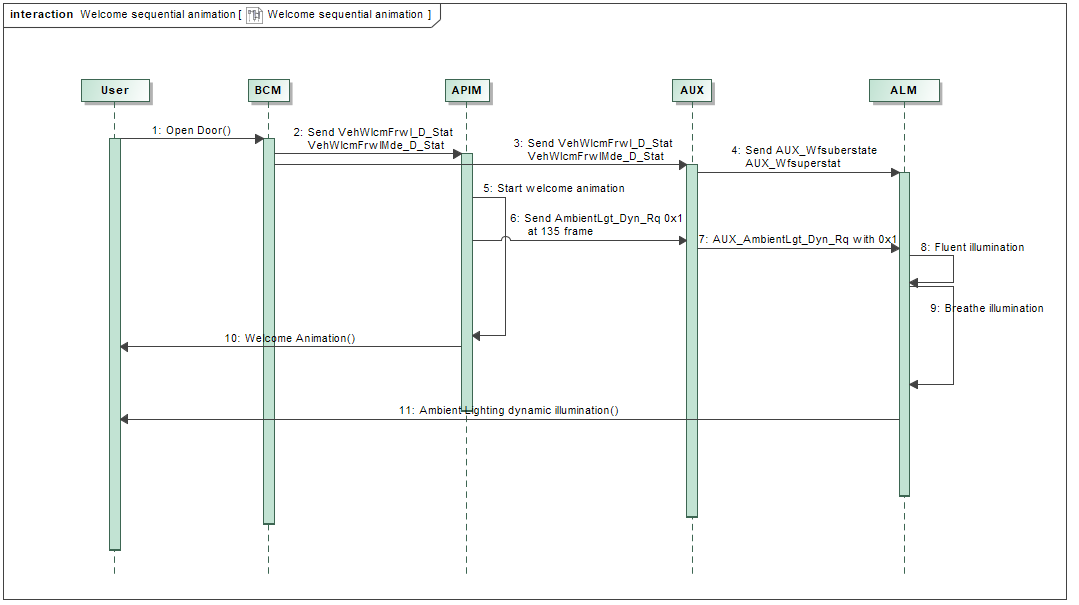 interaction Welcome sequential animation [ Welcome sequential animation ]
User
BCM
APIM
AUX
ALM
1: Open Door()
2: Send VehWlcmFrwl_D_Stat
VehWlcmFrwlMde_D_Stat
3: Send VehWlcmFrwl_D_Stat
VehWlcmFrwlMde_D_Stat
4: Send AUX_Wfsuberstate
AUX_Wfsuperstat
5: Start welcome animation
6: Send AmbientLgt_Dyn_Rq 0x1
at 135 frame
7: AUX_AmbientLgt_Dyn_Rq with 0x1
8: Fluent illumination
9: Breathe illumination
10: Welcome Animation()
11: Ambient Lighting dynamic illumination()